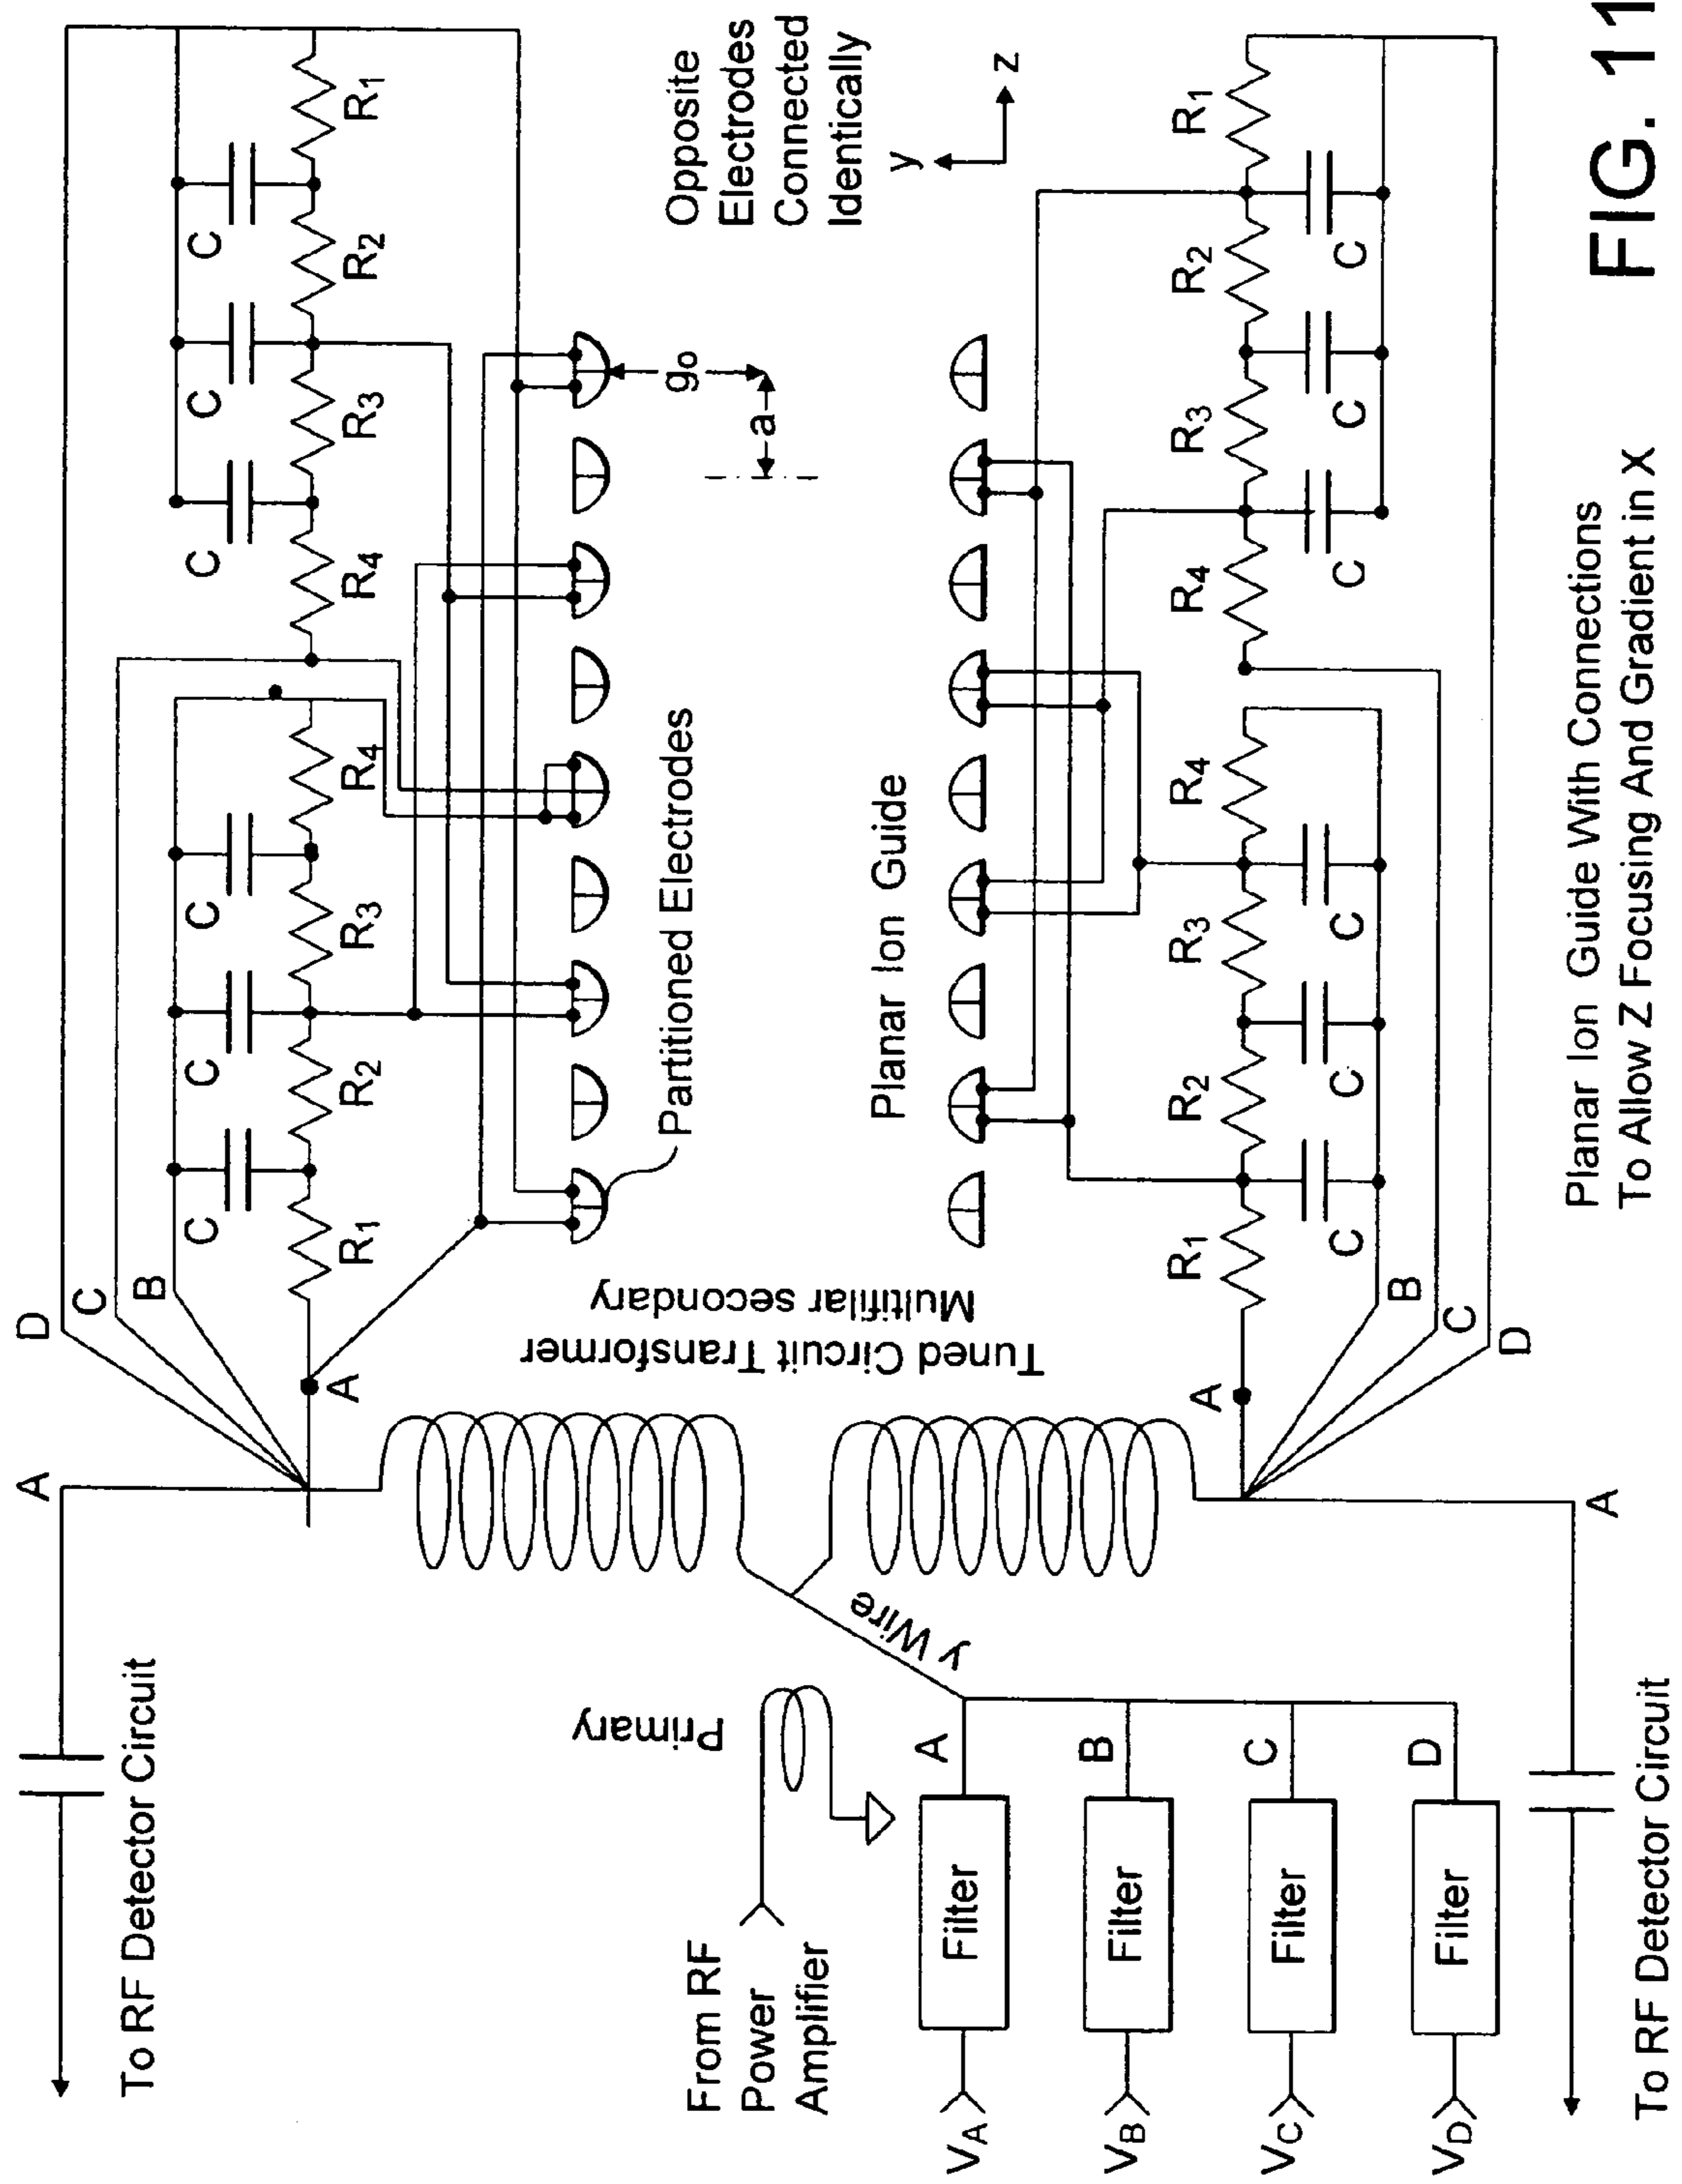 A
To RF Detector Circuit
D
C
B
A
C
C
C
R1
R2
R3
R4
C
C
C
R4
R3
R2
R1
Opposite
Electrodes
Connected
Identically
y
z
go
a
Partitioned Electrodes
Planar Ion Guide
Multifilar secondary
Tuned Circuit Transformer
y Wire
Primary
From RF
Power
Amplifier
VA
Filter
A
VB
Filter
B
VC
Filter
C
VD
Filter
D
A
R1
R2
R3
R4
R4
R3
R2
R1
C
C
C
C
C
C
B
C
D
A
To RF Detector Circuit
Planar Ion Guide With Connections
To Allow Z Focusing And Gradient in X
FIG. 11